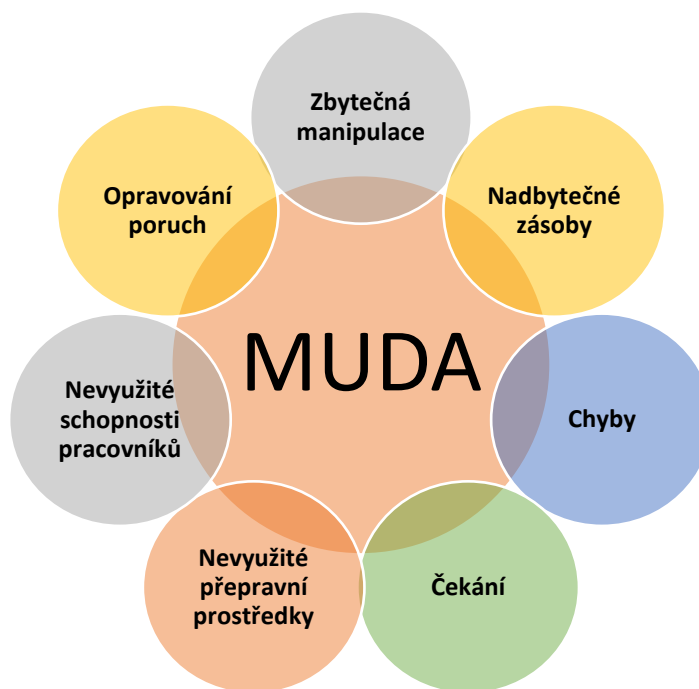 Zbytečná
manipulace
Nadbytečné
zásoby
Chyby
Čekání
Nevyužité
přepravní
prostředky
Nevyužité
schopnosti
pracovníků
Opravování
poruch
MUDA